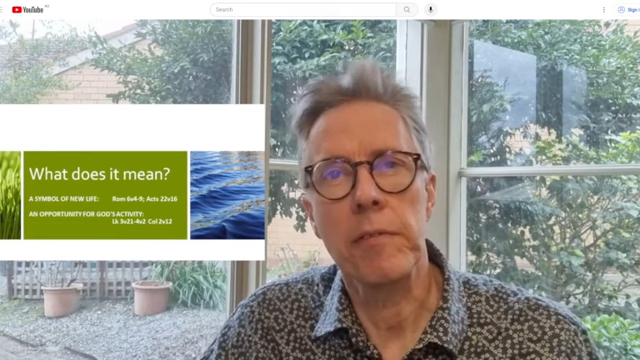 YouTube
Search
Sign i
What does it mean?
A SYMBOL OF NEW LIFE: Rom 6v4-9; Acts 22v16
AN OPPORTUNITY FOR GOD'S ACTIVITY:
Lk 3v21-4v2 Col 2v12